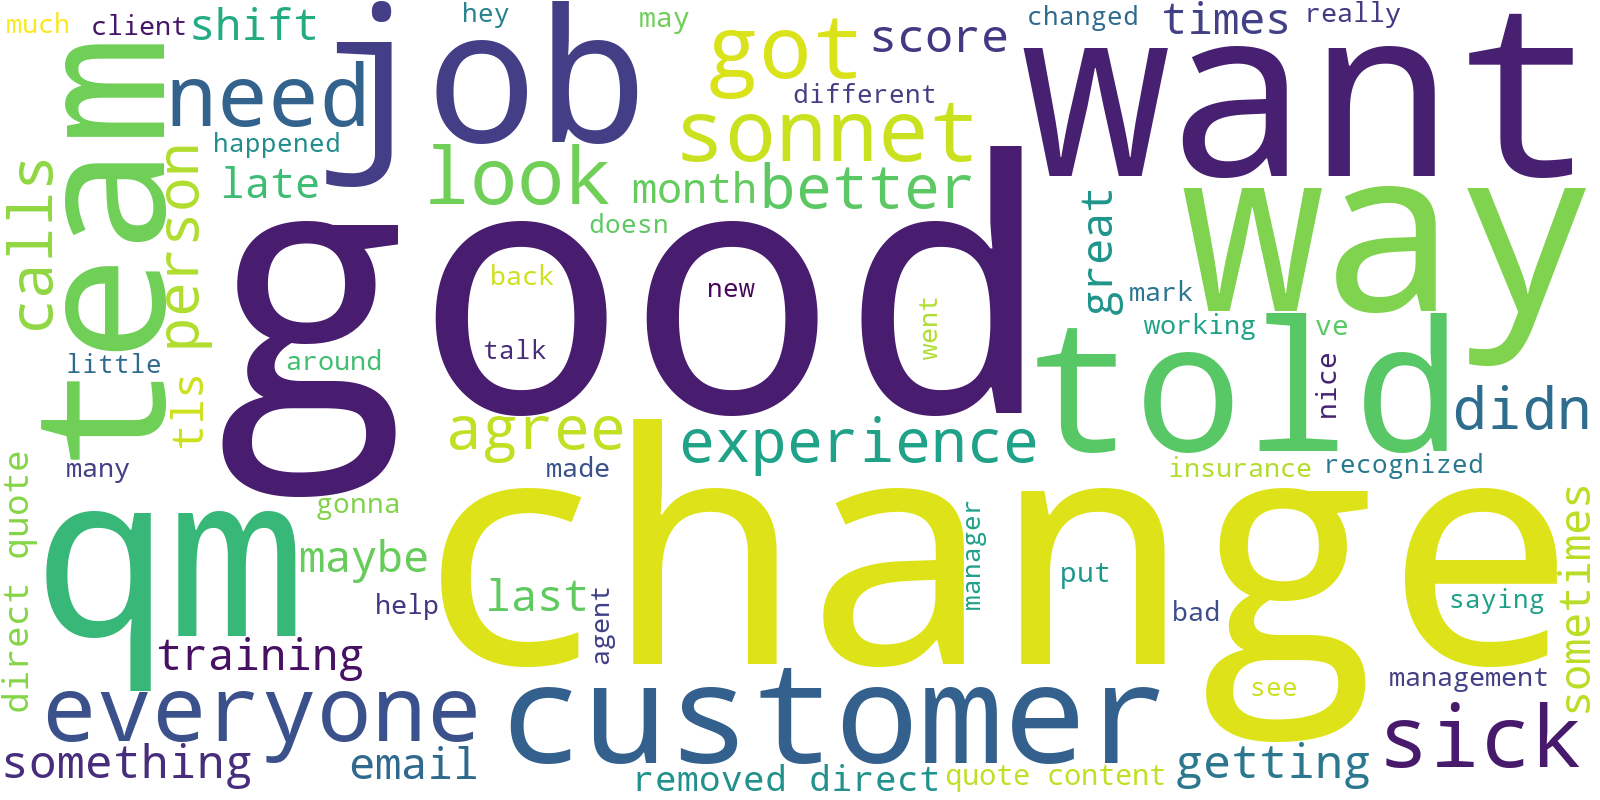 much
client
shift
hey
may
got
score
changed
times
really
job
want
team
need
different
sonnet
happened
look
late
month
better
calls
tls person
doesn
great
way
good
back
new
went
mark
working
ve
talk
told
little
around
nice
didn
agree
experience
many
made
insurance
recognized
direct quote
gonna
change
qm
maybe
manager
sometimes
last
put
help
agent
bad
saying
training
everyone
customer
see
management
sick
something
email
removed direct
quote content
getting